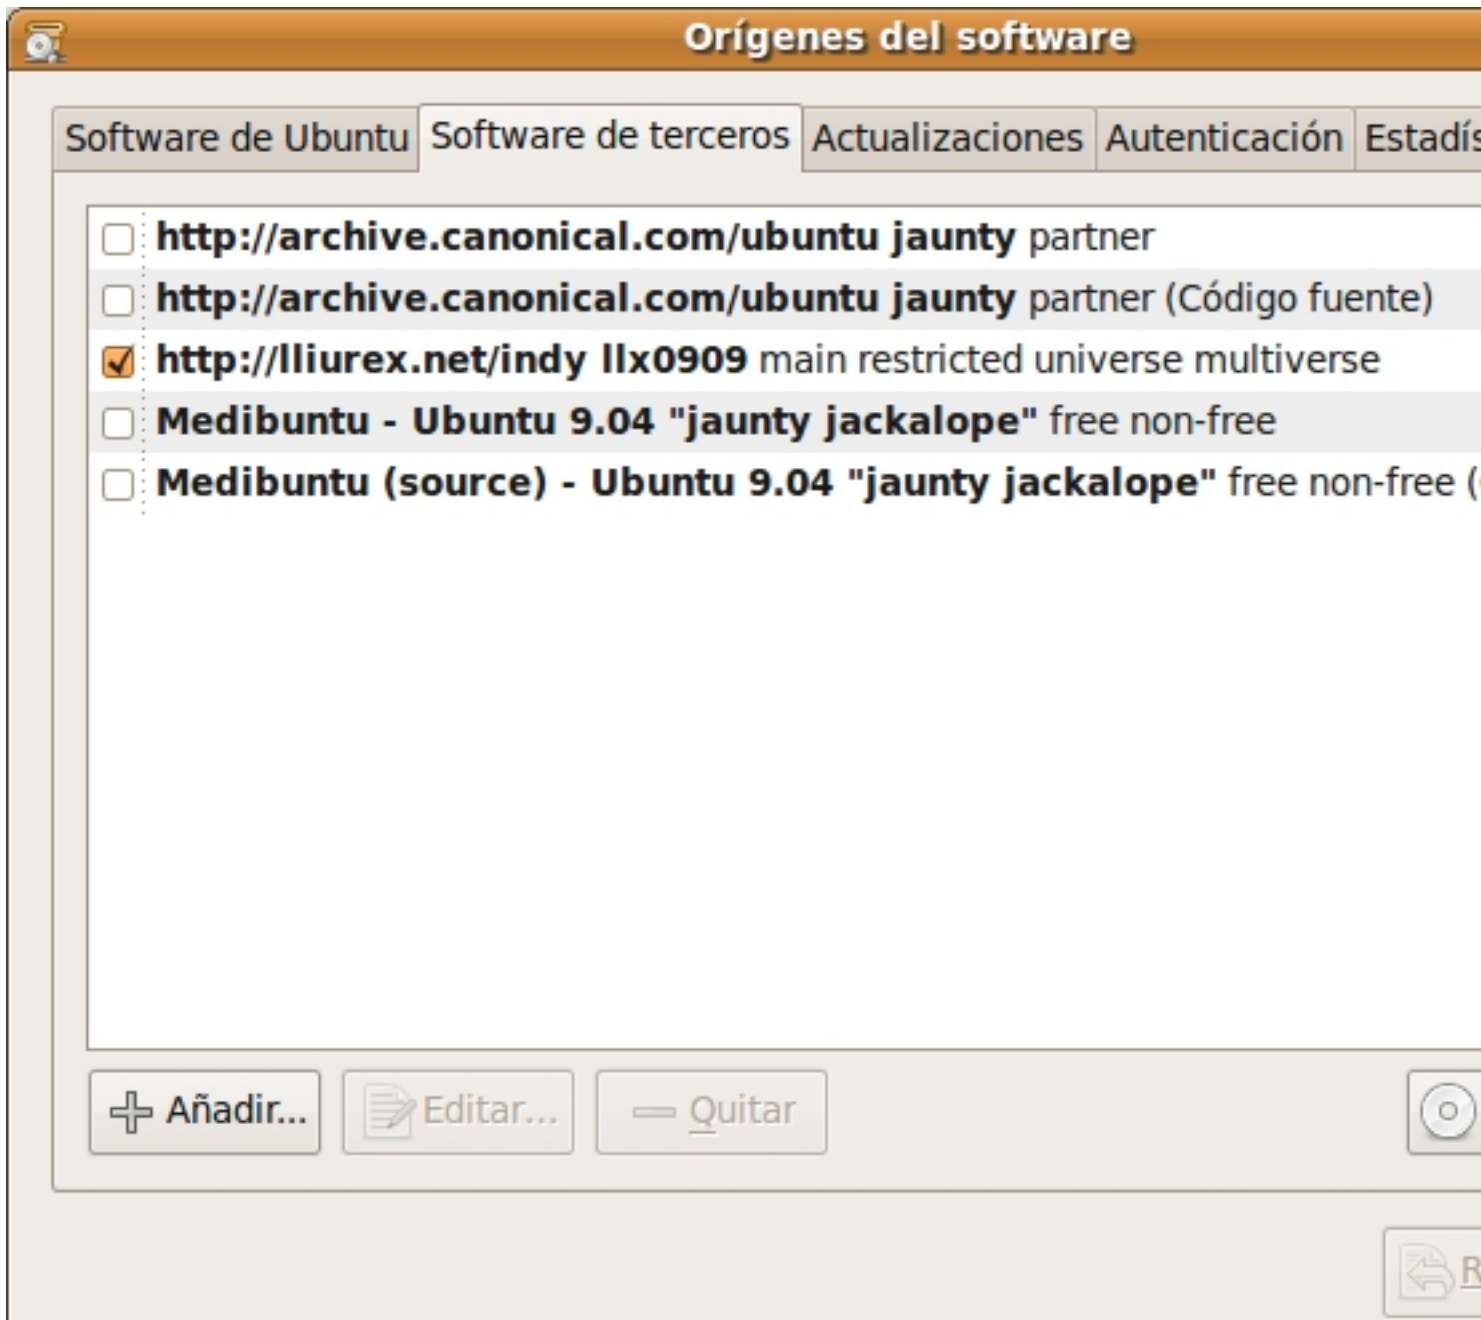 Orígenes del software
Software de Ubuntu Software de terceros Actualizaciones Autenticación
http://archive.canonical.com/ubuntu jaunty partner
http://archive.canonical.com/ubuntu jaunty partner (Código fuente)
http://lliurex.net/indy llx0909 main restricted universe multiverse
Medibuntu - Ubuntu 9.04 "jaunty jackalope" free non-free
Medibuntu (source) - Ubuntu 9.04 "jaunty jackalope" free non-free
Añadir... Editar... Quitar